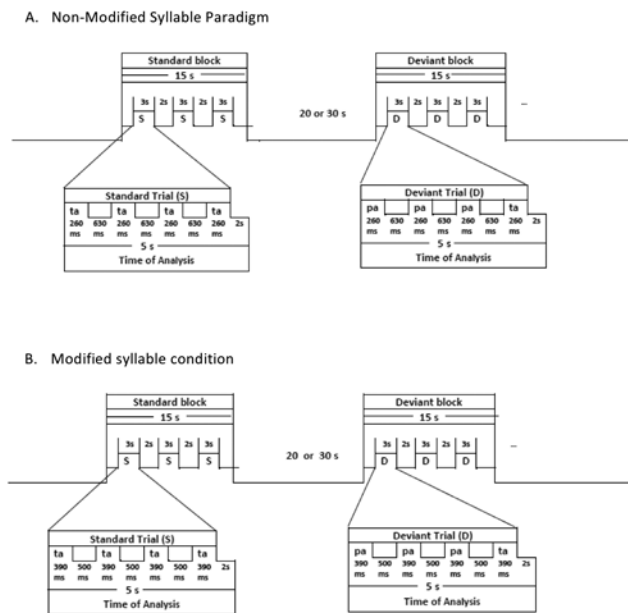 A. Non-Modified Syllable Paradigm
Standard block
15 s
3s 2s 3s 2s 3s
S S S
20 or 30 s
Deviant block
15 s
3s 2s 3s 2s 3s
D D D
...
Standard Trial (S)
ta ta ta ta
260 630 260 630 260 630 260 2s
ms ms ms ms ms ms ms
5 s
Time of Analysis
Deviant Trial (D)
pa pa pa ta
260 630 260 630 260 630 260 2s
ms ms ms ms ms ms ms
5 s
Time of Analysis
B. Modified syllable condition
Standard block
15 s
3s 2s 3s 2s 3s
S S S
20 or 30 s
Deviant block
15 s
3s 2s 3s 2s 3s
D D D
...
Standard Trial (S)
ta ta ta ta
390 500 390 500 390 500 390 2s
ms ms ms ms ms ms ms
5 s
Time of Analysis
Deviant Trial (D)
pa pa pa ta
390 500 390 500 390 500 390 2s
ms ms ms ms ms ms ms
5 s
Time of Analysis